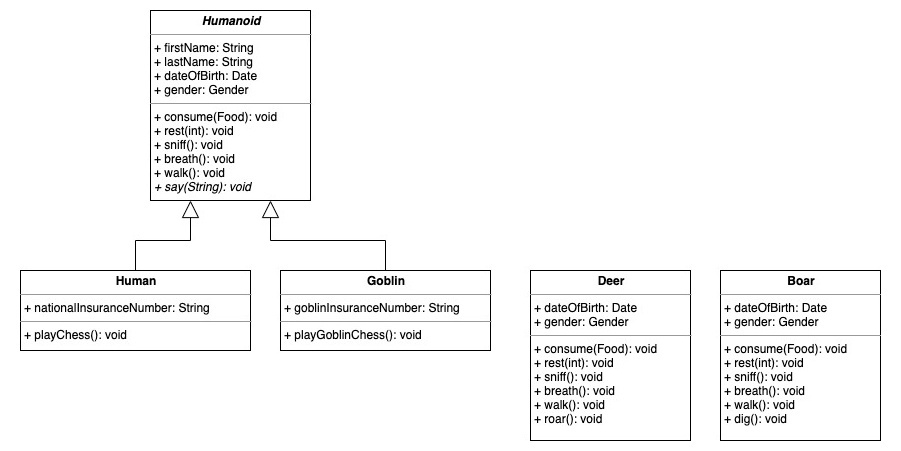 Humanoid
+ firstName: String
+ lastName: String
+ dateOfBirth: Date
+ gender: Gender
+ consume(Food): void
+ rest(int): void
+ sniff(): void
+ breath(): void
+ walk(): void
+ say(String): void
Human
+ nationalInsuranceNumber: String
+ playChess(): void
Goblin
+ goblinInsuranceNumber: String
+ playGoblinChess(): void
Deer
+ dateOfBirth: Date
+ gender: Gender
+ consume(Food): void
+ rest(int): void
+ sniff(): void
+ breath(): void
+ walk(): void
+ roar(): void
Boar
+ dateOfBirth: Date
+ gender: Gender
+ consume(Food): void
+ rest(int): void
+ sniff(): void
+ breath(): void
+ walk(): void
+ dig(): void